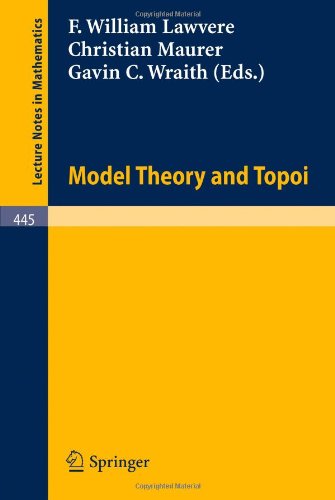 F. William Lawvere
Christian Maurer
Gavin C. Wraith (Eds.)
Lecture Notes in Mathematics
Model Theory and Topoi
445
Springer